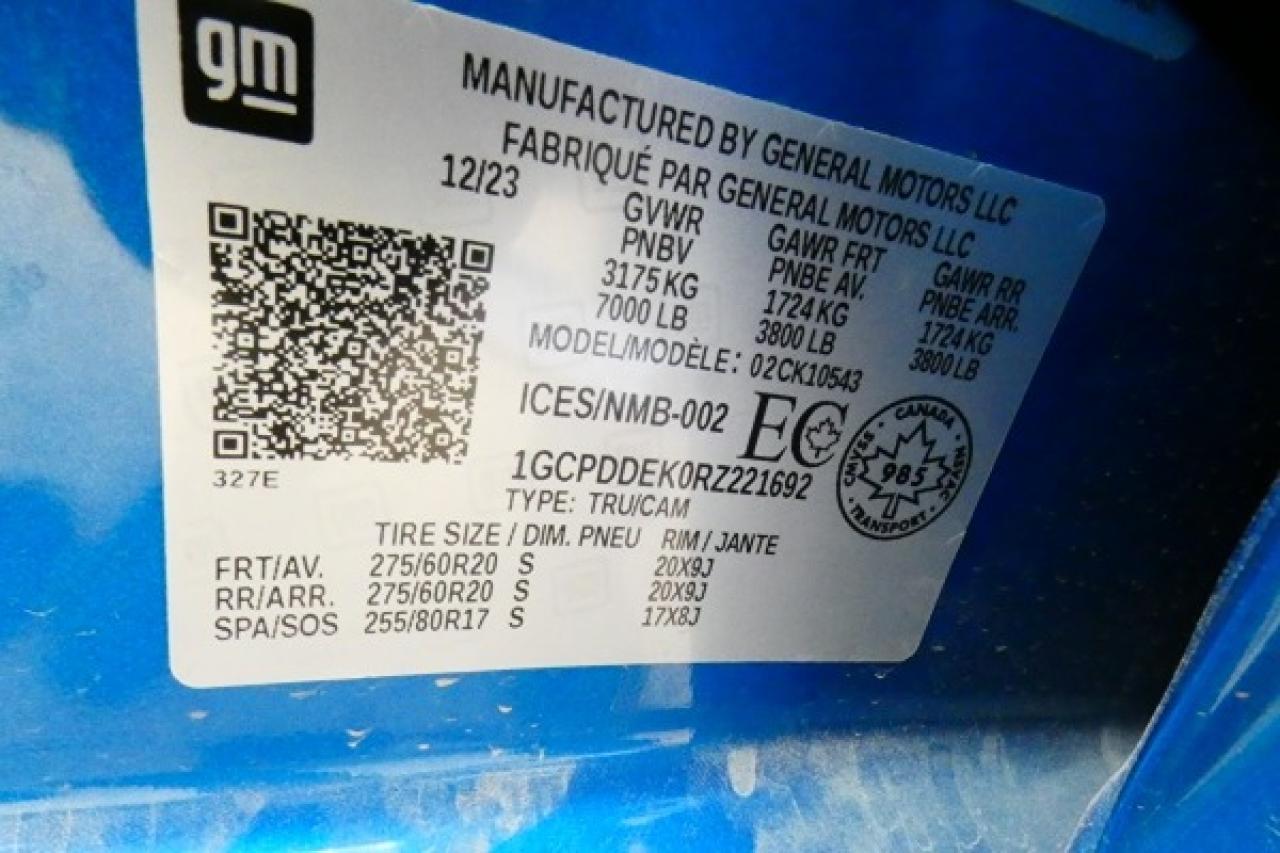 gm
MANUFACTURED BY GENERAL MOTORS LLC
FABRIQUÉ PAR GENERAL MOTORS LLC
12/23
GVWR GAWR FRT GAWR RR
PNBV PNBE AV. PNBE ARR.
3175 KG 1724 KG 1724 KG
7000 LB 3800 LB 3800 LB
MODEL/MODÈLE: 02CK10543
ICES/NMB-002 EC
CANADA
CMVSS 985 NSVAC
TRANSPORT
327E
1GCPDDEK0RZ221692
TYPE: TRU/CAM
TIRE SIZE / DIM. PNEU RIM / JANTE
FRT/AV. 275/60R20 S 20X9J
RR/ARR. 275/60R20 S 20X9J
SPA/SOS 255/80R17 S 17X8J